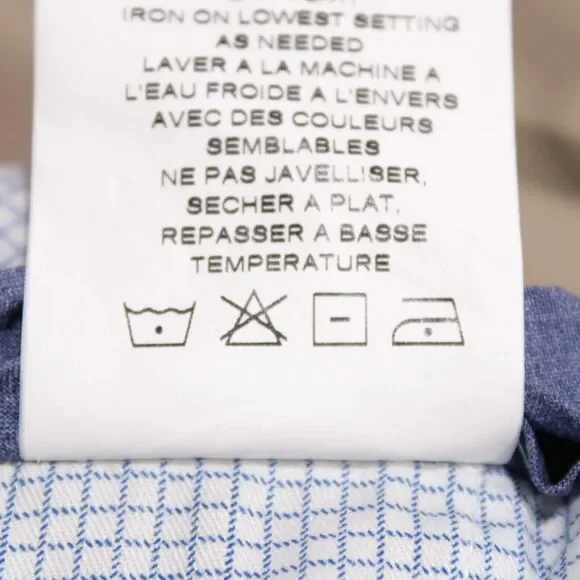 IRON ON LOWEST SETTING
AS NEEDED
LAVER A LA MACHINE A
L'EAU FROIDE A L'ENVERS
AVEC DES COULEURS
SEMBLABLES
NE PAS JAVELLISER,
SECHER A PLAT,
REPASSER A BASSE
TEMPERATURE